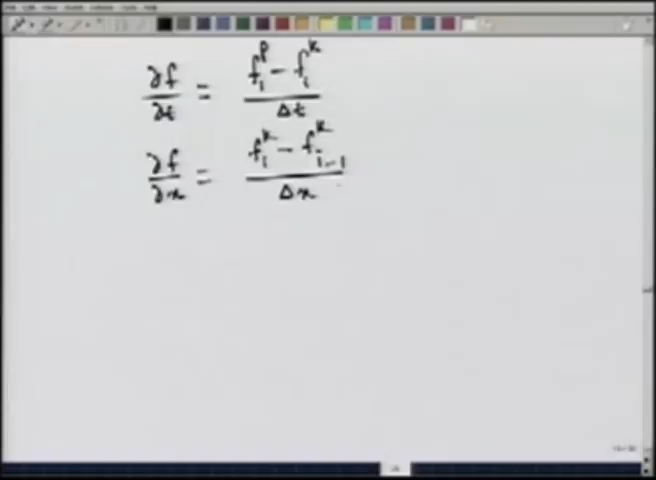 ∂f/∂t = (f_i^p − f_i^k)/Δt
∂f/∂x = (f_i^k − f_{i−1}^k)/Δx